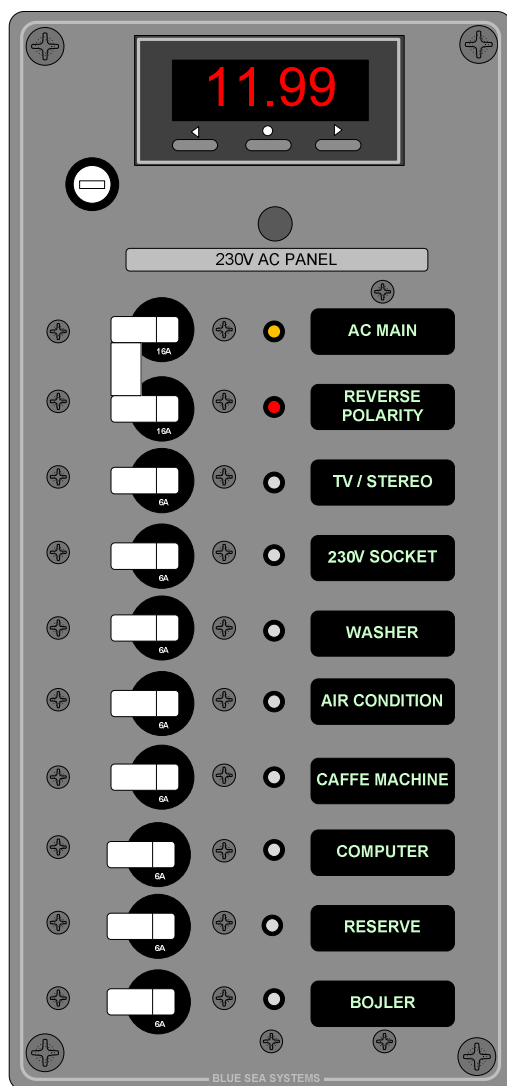 11.99
230V AC PANEL
16A
AC MAIN
16A
REVERSE
POLARITY
6A
TV / STEREO
6A
230V SOCKET
6A
WASHER
6A
AIR CONDITION
6A
CAFFE MACHINE
6A
COMPUTER
6A
RESERVE
6A
BOJLER
BLUE SEA SYSTEMS